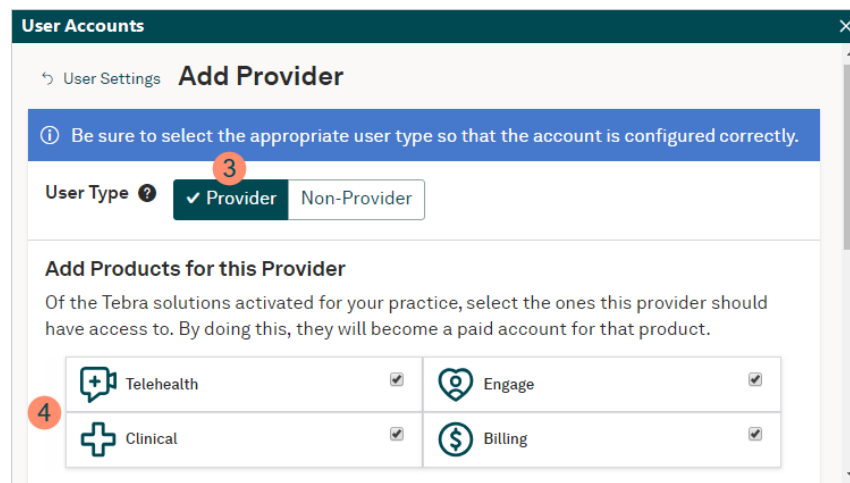 User Accounts
User Settings Add Provider
Be sure to select the appropriate user type so that the account is configured correctly.
3
User Type ? Provider Non-Provider
Add Products for this Provider
Of the Tebra solutions activated for your practice, select the ones this provider should
have access to. By doing this, they will become a paid account for that product.
Telehealth Engage
4
Clinical Billing